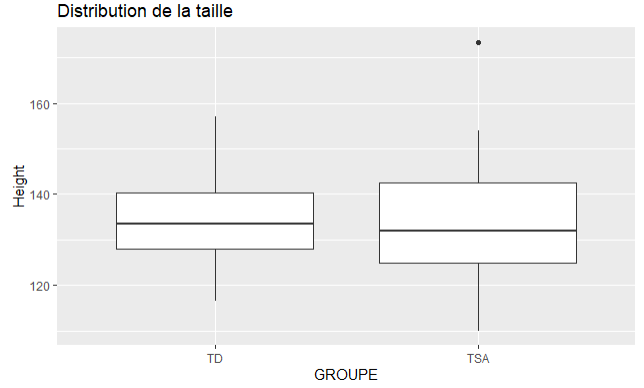 Distribution de la taille
160
140
120
Height
TD
TSA
GROUPE